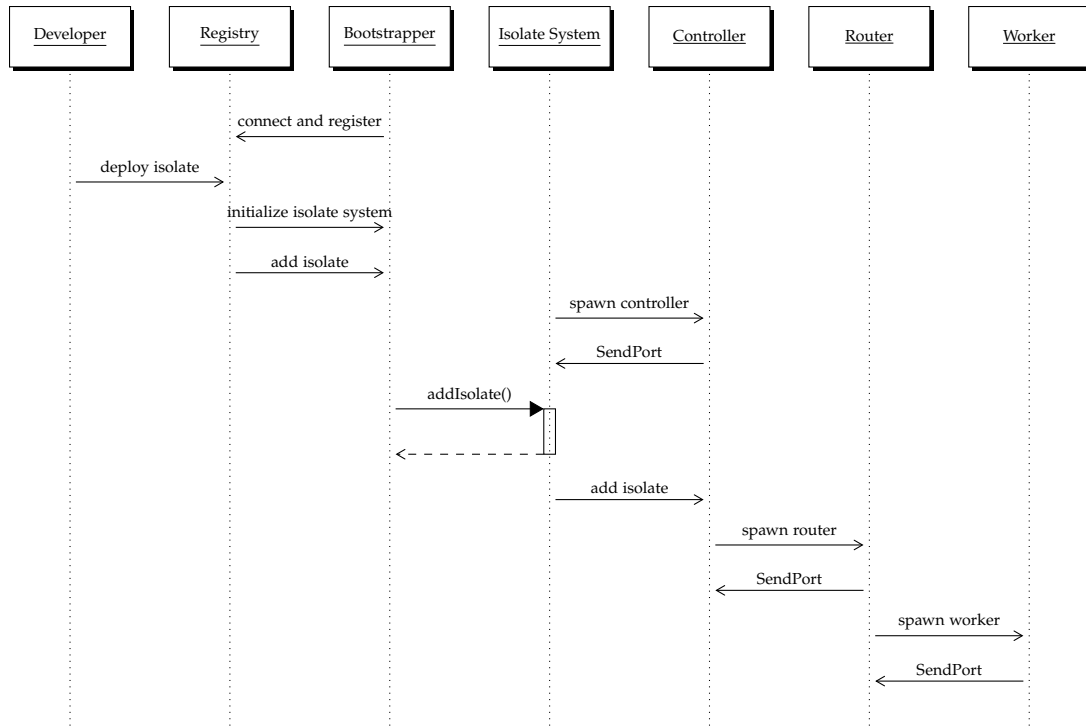 Developer
Registry
Bootstrapper
Isolate System
Controller
Router
Worker
connect and register
deploy isolate
initialize isolate system
add isolate
spawn controller
SendPort
addIsolate()
add isolate
spawn router
SendPort
spawn worker
SendPort